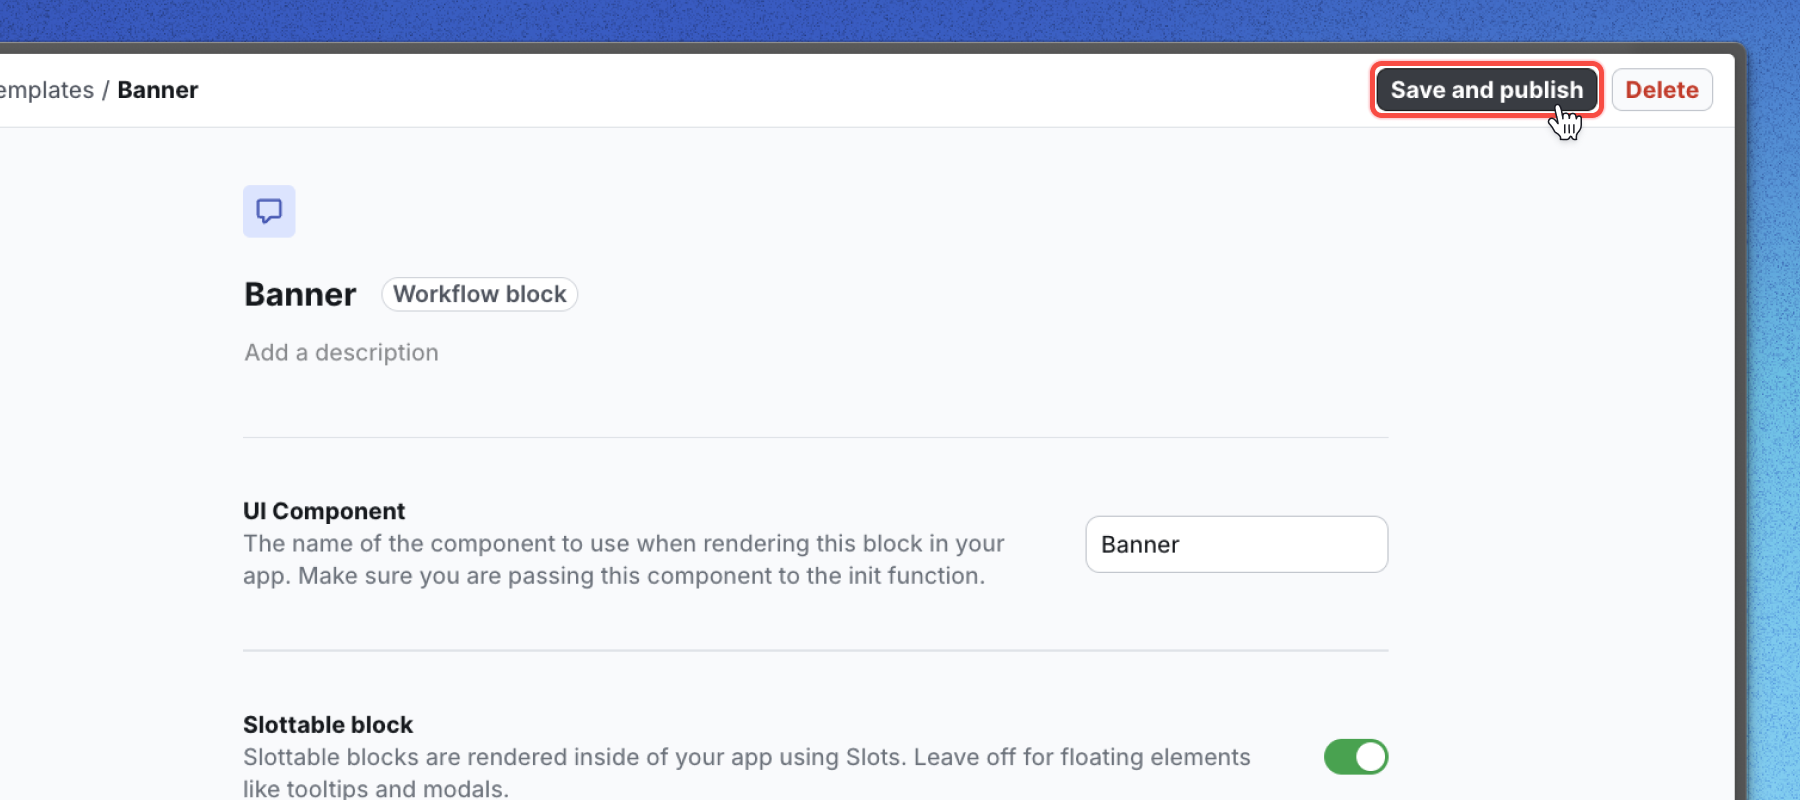 emplates / Banner
Save and publish
Delete
Banner
Workflow block
Add a description
UI Component
The name of the component to use when rendering this block in your
app. Make sure you are passing this component to the init function.
Banner
Slottable block
Slottable blocks are rendered inside of your app using Slots. Leave off for floating elements
like tooltips and modals.